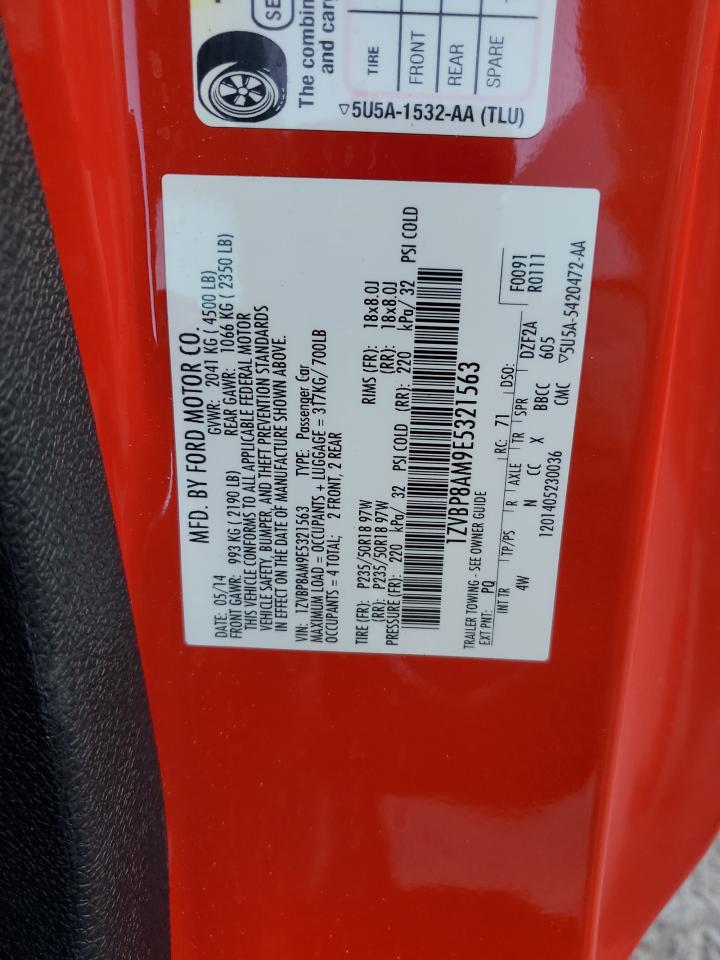 SE
The combin
and carg
TIRE
FRONT
REAR
SPARE
▽5U5A-1532-AA (TLU)
MFD. BY FORD MOTOR CO.
DATE: 05/14 GVWR: 2041 KG ( 4500 LB)
FRONT GAWR: 993 KG ( 2190 LB) REAR GAWR: 1066 KG ( 2350 LB)
THIS VEHICLE CONFORMS TO ALL APPLICABLE FEDERAL MOTOR
VEHICLE SAFETY, BUMPER, AND THEFT PREVENTION STANDARDS
IN EFFECT ON THE DATE OF MANUFACTURE SHOWN ABOVE.
VIN: 1ZVBP8AM9E5321563 TYPE: Passenger Car
MAXIMUM LOAD = OCCUPANTS + LUGGAGE = 317KG/ 700LB
OCCUPANTS = 4 TOTAL; 2 FRONT, 2 REAR
TIRE (FR): P235/50R18 97W RIMS (FR): 18x8.0J
(RR): P235/50R18 97W (RR): 18x8.0J
PRESSURE (FR): 220 kPa/ 32 PSI COLD (RR): 220 kPa/ 32 PSI COLD
1ZVBP8AM9E5321563
TRAILER TOWING - SEE OWNER GUIDE
EXT PNT: PQ RC: 71 DSO: F0091
INT TR TP/PS R AXLE TR SPR DZF2A R0111
4W N CC X BBCC 605
1201405230036 CMC ▽5U5A-5420472-AA